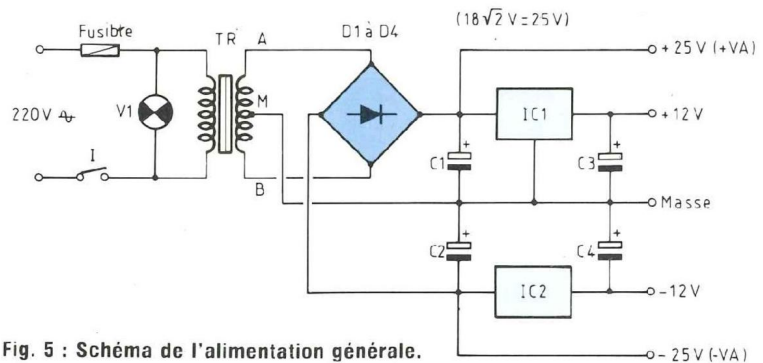 Fusible
TR
A
D1 à D4
(18√2 V = 25V)
+ 25 V (+VA)
220V ∿
V1
M
IC1
+ 12 V
I
B
+
C1
+
C3
Masse
+
C2
+
C4
IC2
- 12 V
- 25 V (-VA)
Fig. 5 : Schéma de l'alimentation générale.